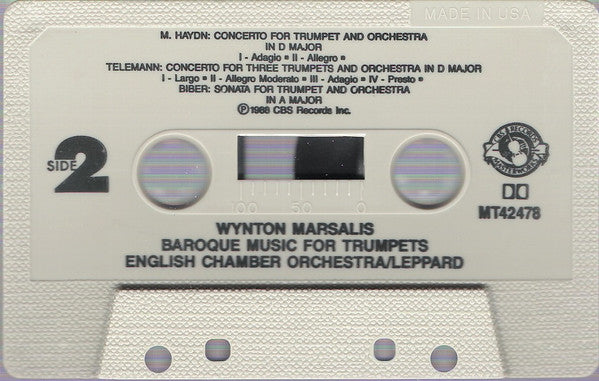 MADE IN USA
M. HAYDN: CONCERTO FOR TRUMPET AND ORCHESTRA
IN D MAJOR
I - Adagio • II - Allegro •
TELEMANN: CONCERTO FOR THREE TRUMPETS AND ORCHESTRA IN D MAJOR
I - Largo • II - Allegro Moderato • III - Adagio • IV - Presto •
BIBER: SONATA FOR TRUMPET AND ORCHESTRA
IN A MAJOR
℗1988 CBS Records Inc.
SIDE 2
CBS RECORDS
MASTERWORKS
100 50 0
MT42478
WYNTON MARSALIS
BAROQUE MUSIC FOR TRUMPETS
ENGLISH CHAMBER ORCHESTRA/LEPPARD